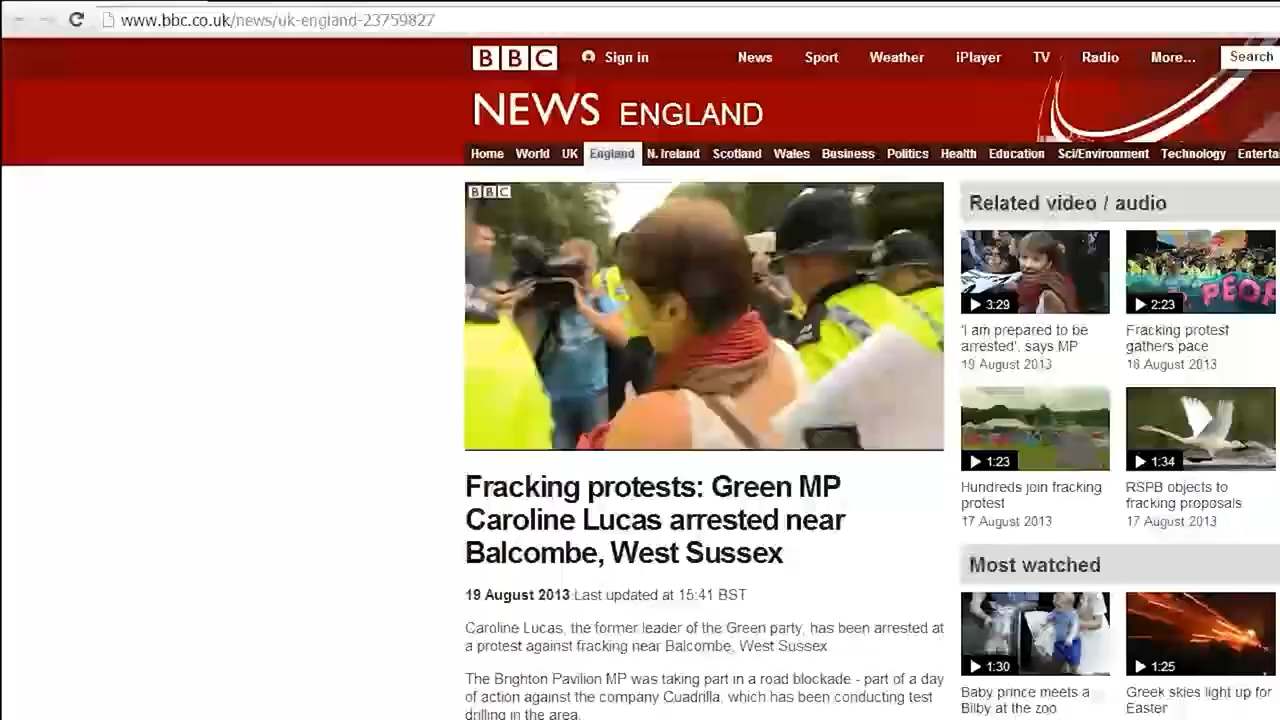 www.bbc.co.uk/news/uk-england-23759827
BBC Sign in News Sport Weather iPlayer TV Radio More... Search
NEWS ENGLAND
Home World UK England N. Ireland Scotland Wales Business Politics Health Education Sci/Environment Technology Enterta
BBC
Related video / audio
3:29 2:23
'I am prepared to be
arrested', says MP
19 August 2013
Fracking protest
gathers pace
18 August 2013
1:23 1:34
Hundreds join fracking
protest
17 August 2013
RSPB objects to
fracking proposals
17 August 2013
Fracking protests: Green MP
Caroline Lucas arrested near
Balcombe, West Sussex
19 August 2013 Last updated at 15:41 BST
Caroline Lucas, the former leader of the Green party, has been arrested at
a protest against fracking near Balcombe, West Sussex
The Brighton Pavilion MP was taking part in a road blockade - part of a day
of action against the company Cuadrilla, which has been conducting test
drilling in the area.
Most watched
1:30 1:25
Baby prince meets a
Bilby at the zoo
Greek skies light up for
Easter